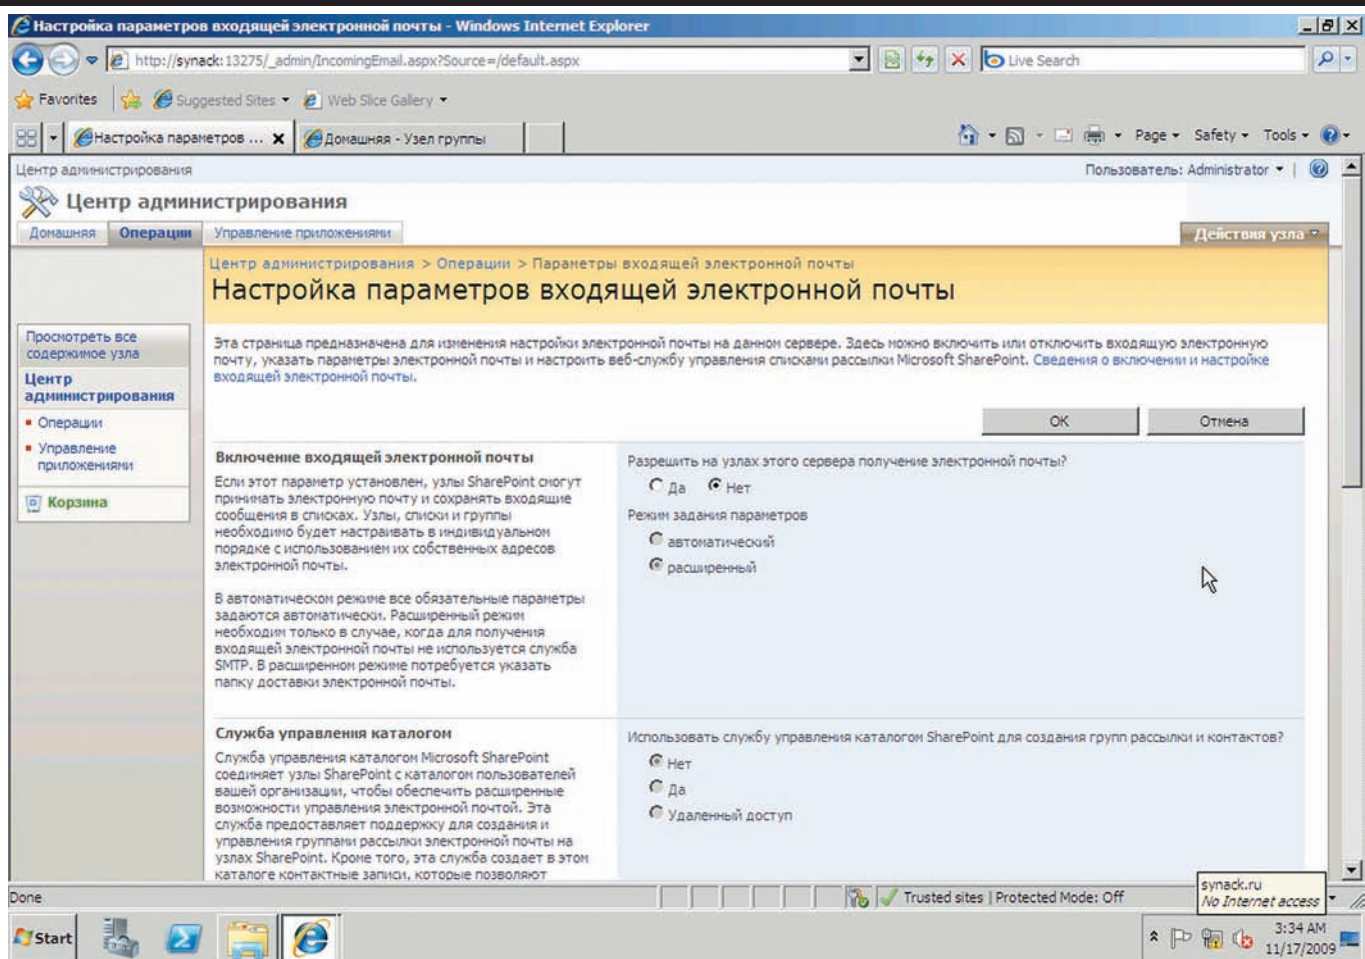 Настройка параметров входящей электронной почты - Windows Internet Explorer
http://synack:13275/_admin/IncomingEmail.aspx?Source=/default.aspx
Live Search
Favorites
Suggested Sites
Web Slice Gallery
Настройка параметров ...
Домашняя - Узел группы
Page
Safety
Tools
Центр администрирования
Пользователь: Administrator
Центр администрирования
Домашняя
Операции
Управление приложениями
Действия узла
Центр администрирования > Операции > Параметры входящей электронной почты
Настройка параметров входящей электронной почты
Просмотреть все
содержимое узла
Центр
администрирования
Операции
Управление
приложениями
Корзина
Эта страница предназначена для изменения настройки электронной почты на данном сервере. Здесь можно включить или отключить входящую электронную
почту, указать параметры электронной почты и настроить веб-службу управления списками рассылки Microsoft SharePoint. Сведения о включении и настройке
входящей электронной почты.
OK
Отмена
Включение входящей электронной почты
Если этот параметр установлен, узлы SharePoint смогут
принимать электронную почту и сохранять входящие
сообщения в списках. Узлы, списки и группы
необходимо будет настраивать в индивидуальном
порядке с использованием их собственных адресов
электронной почты.
В автоматическом режиме все обязательные параметры
задаются автоматически. Расширенный режим
необходим только в случае, когда для получения
входящей электронной почты не используется служба
SMTP. В расширенном режиме потребуется указать
папку доставки электронной почты.
Разрешить на узлах этого сервера получение электронной почты?
Да
Нет
Режим задания параметров
автоматический
расширенный
Служба управления каталогом
Служба управления каталогом Microsoft SharePoint
соединяет узлы SharePoint с каталогом пользователей
вашей организации, чтобы обеспечить расширенные
возможности управления электронной почтой. Эта
служба предоставляет поддержку для создания и
управления группами рассылки электронной почты на
узлах SharePoint. Кроме того, эта служба создает в этом
каталоге контактные записи, которые позволяют
Использовать службу управления каталогом SharePoint для создания групп рассылки и контактов?
Нет
Да
Удаленный доступ
Done
Trusted sites | Protected Mode: Off
synack.ru
No Internet access
Start
3:34 AM
11/17/2009